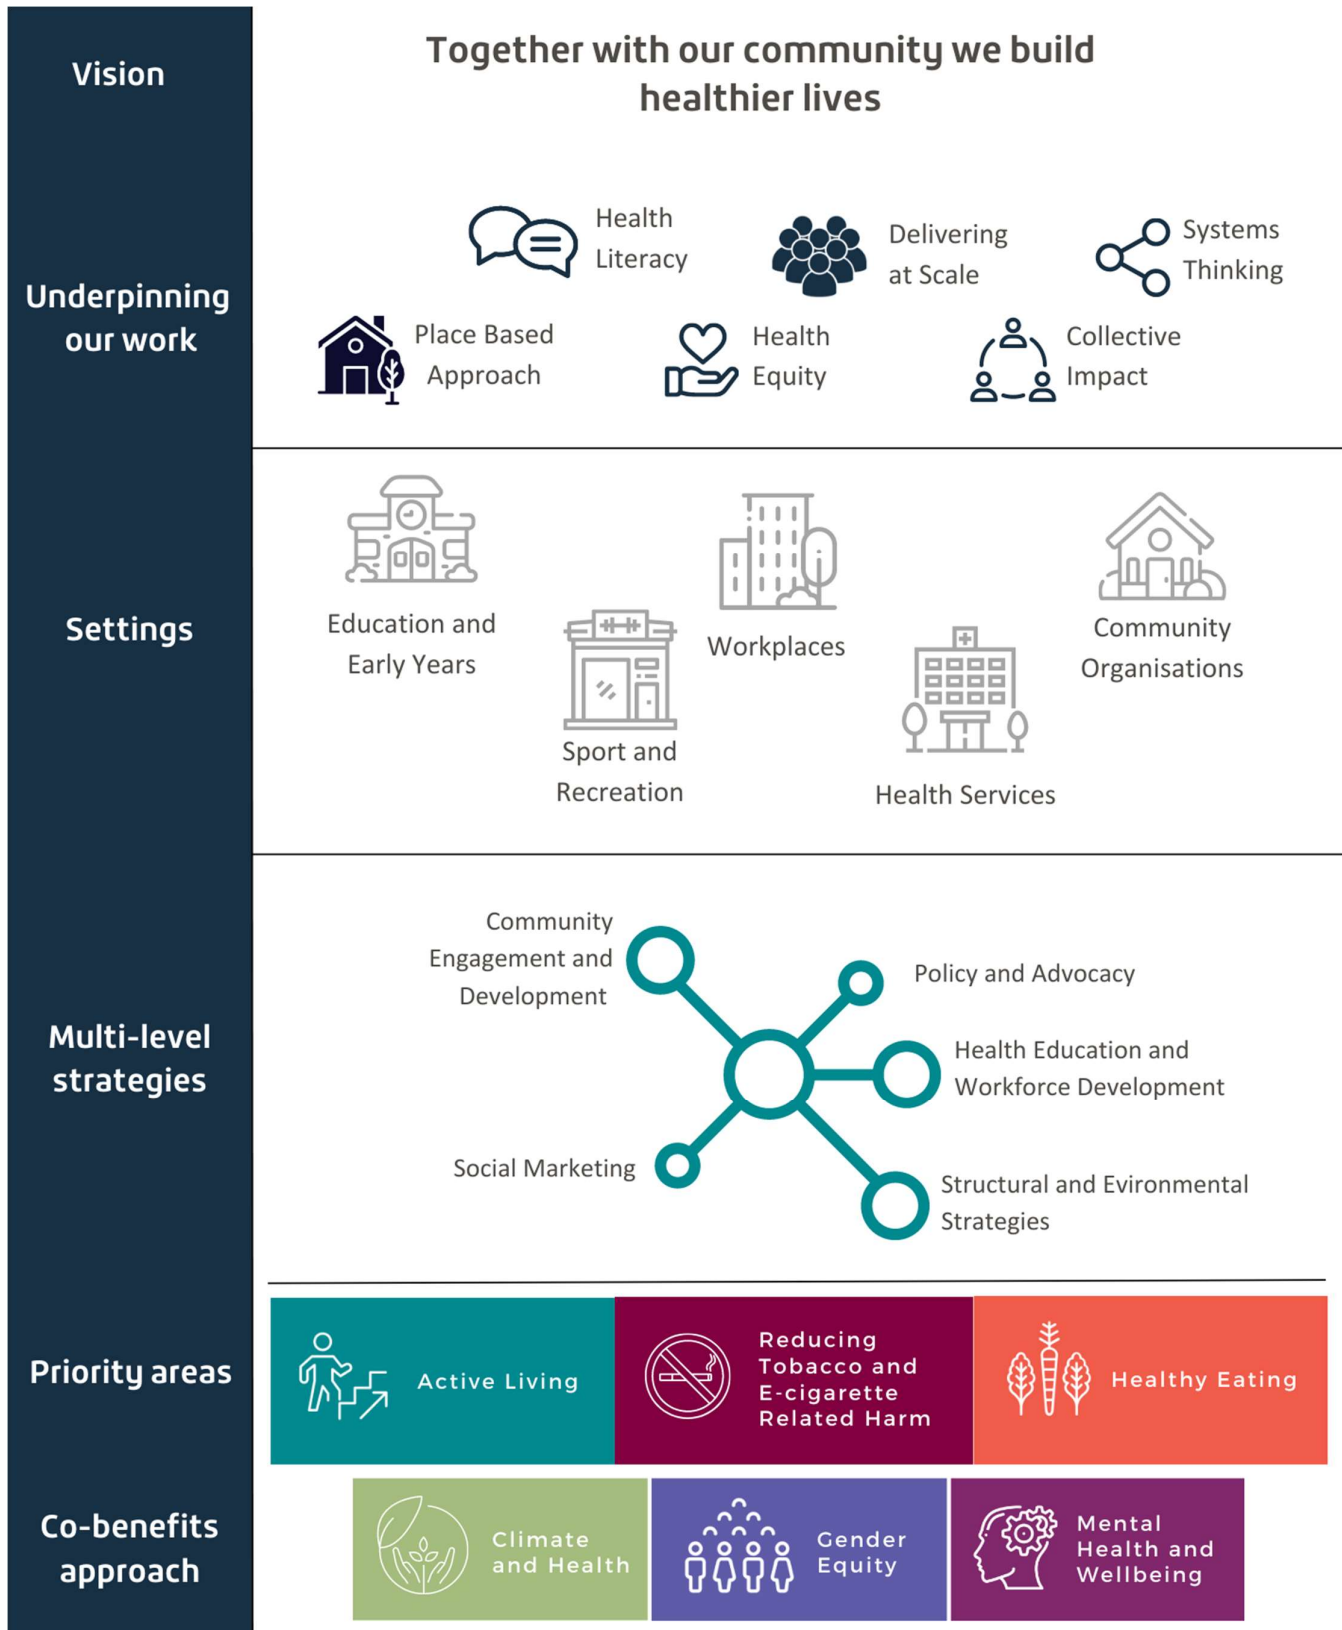 Vision
Together with our community we build
healthier lives
Underpinning
our work
Health
Literacy
Delivering
at Scale
Systems
Thinking
Place Based
Approach
Health
Equity
Collective
Impact
Settings
Education and
Early Years
Sport and
Recreation
Workplaces
Health Services
Community
Organisations
Multi-level
strategies
Community
Engagement and
Development
Policy and Advocacy
Health Education and
Workforce Development
Social Marketing
Structural and Evironmental
Strategies
Priority areas
Active Living
Reducing
Tobacco and
E-cigarette
Related Harm
Healthy Eating
Co-benefits
approach
Climate
and Health
Gender
Equity
Mental
Health and
Wellbeing